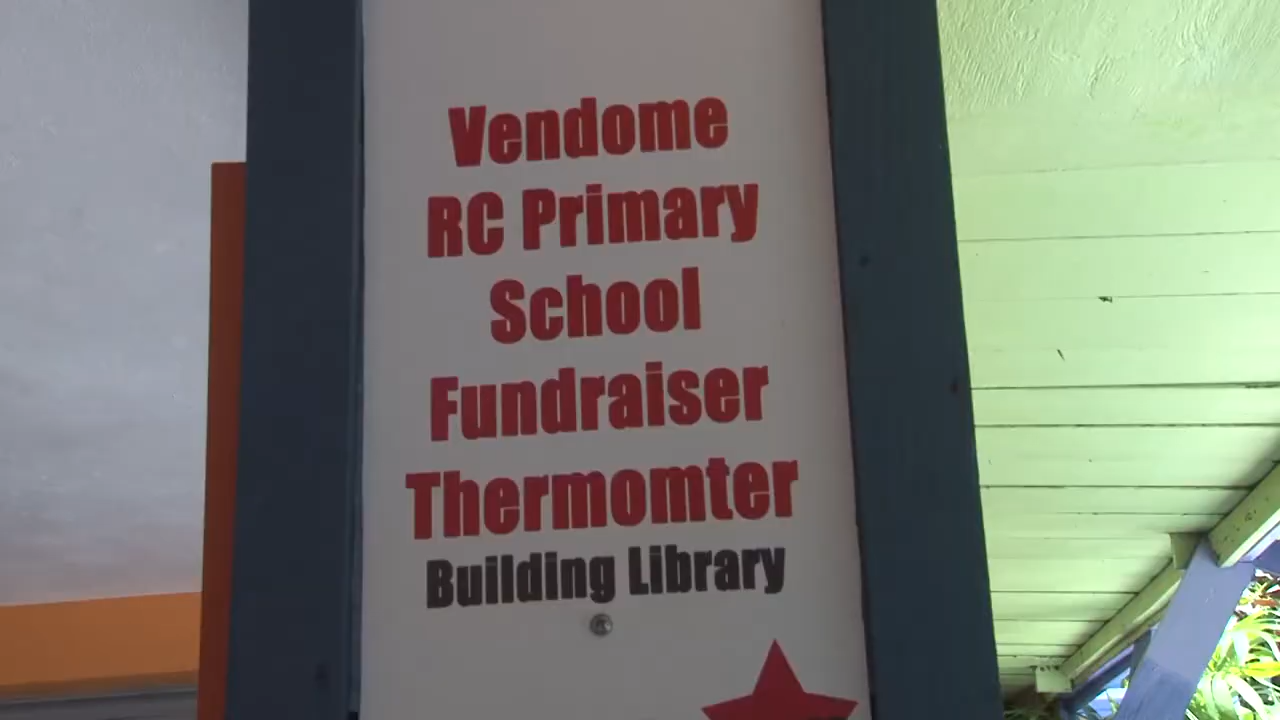 Vendome
RC Primary
School
Fundraiser
Thermomter
Building Library